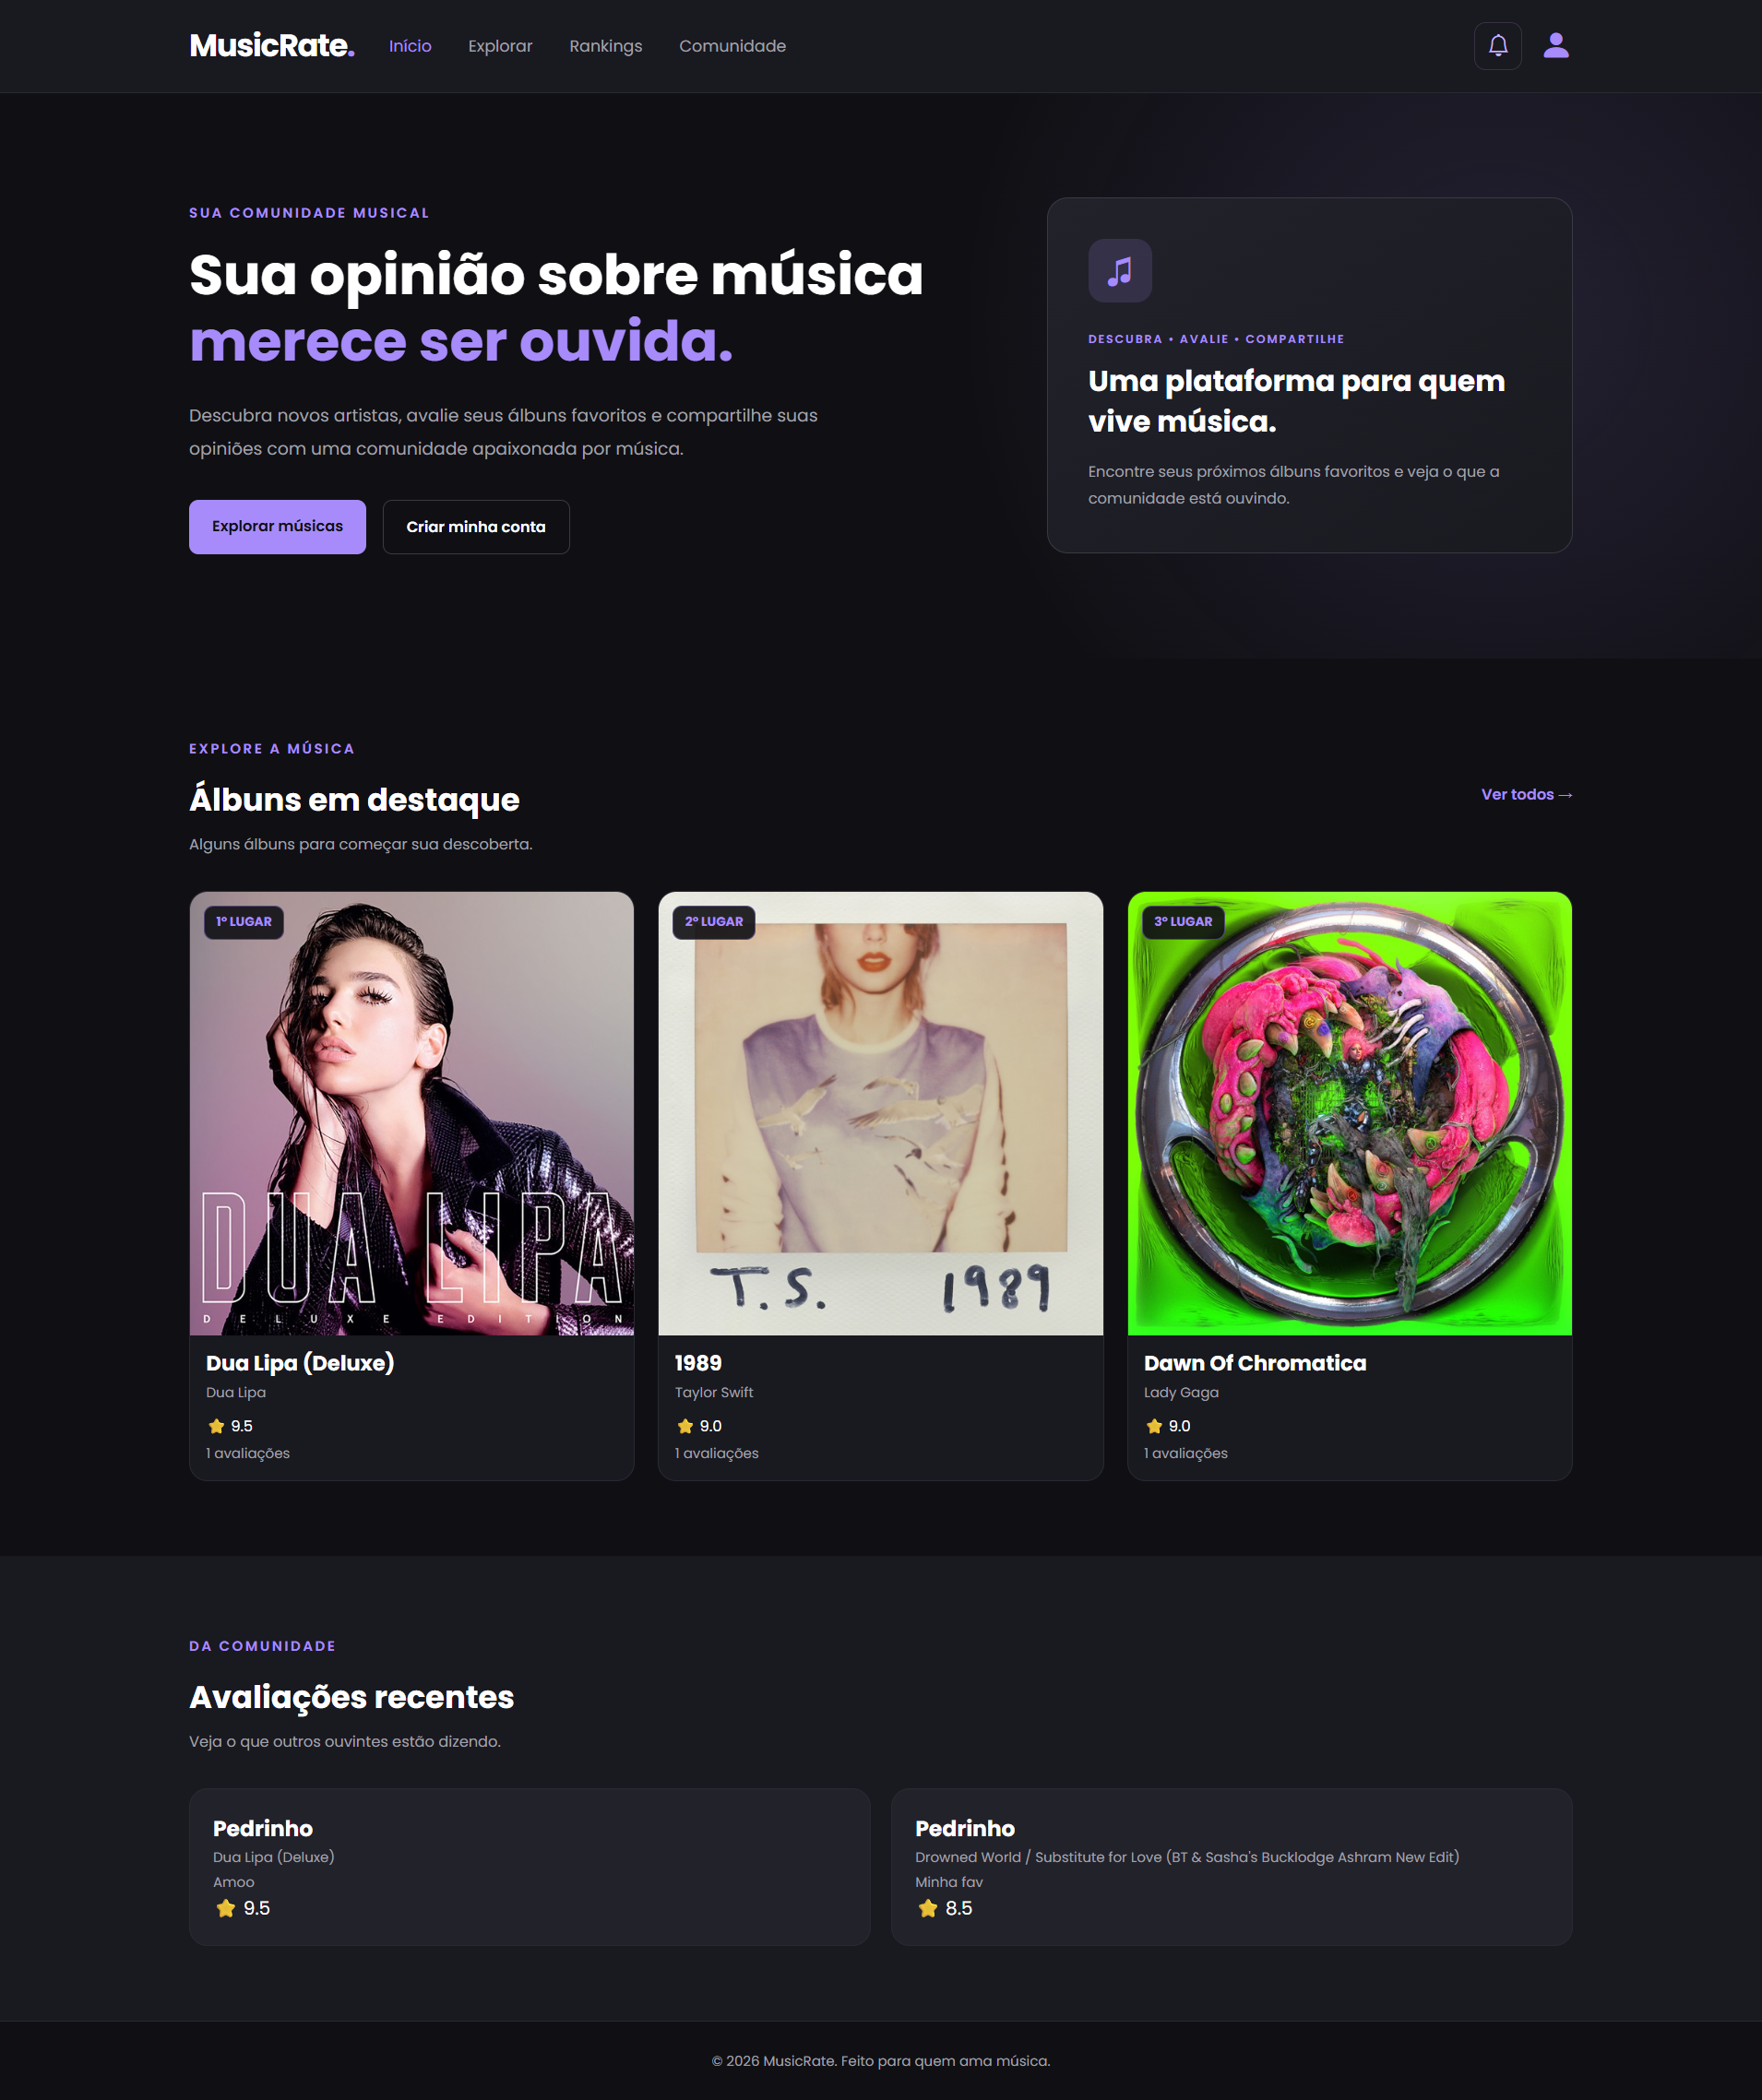 MusicRate.
Início
Explorar
Rankings
Comunidade
SUA COMUNIDADE MUSICAL
Sua opinião sobre música
merece ser ouvida.
Descubra novos artistas, avalie seus álbuns favoritos e compartilhe suas
opiniões com uma comunidade apaixonada por música.
Explorar músicas
Criar minha conta
DESCUBRA • AVALIE • COMPARTILHE
Uma plataforma para quem
vive música.
Encontre seus próximos álbuns favoritos e veja o que a
comunidade está ouvindo.
EXPLORE A MÚSICA
Álbuns em destaque
Ver todos →
Alguns álbuns para começar sua descoberta.
1º LUGAR
DUA LIPA
DELUXE EDITION
Dua Lipa (Deluxe)
Dua Lipa
9.5
1 avaliações
2º LUGAR
T.S. 1989
1989
Taylor Swift
9.0
1 avaliações
3º LUGAR
Dawn Of Chromatica
Lady Gaga
9.0
1 avaliações
DA COMUNIDADE
Avaliações recentes
Veja o que outros ouvintes estão dizendo.
Pedrinho
Dua Lipa (Deluxe)
Amoo
9.5
Pedrinho
Drowned World / Substitute for Love (BT & Sasha's Bucklodge Ashram New Edit)
Minha fav
8.5
© 2026 MusicRate. Feito para quem ama música.